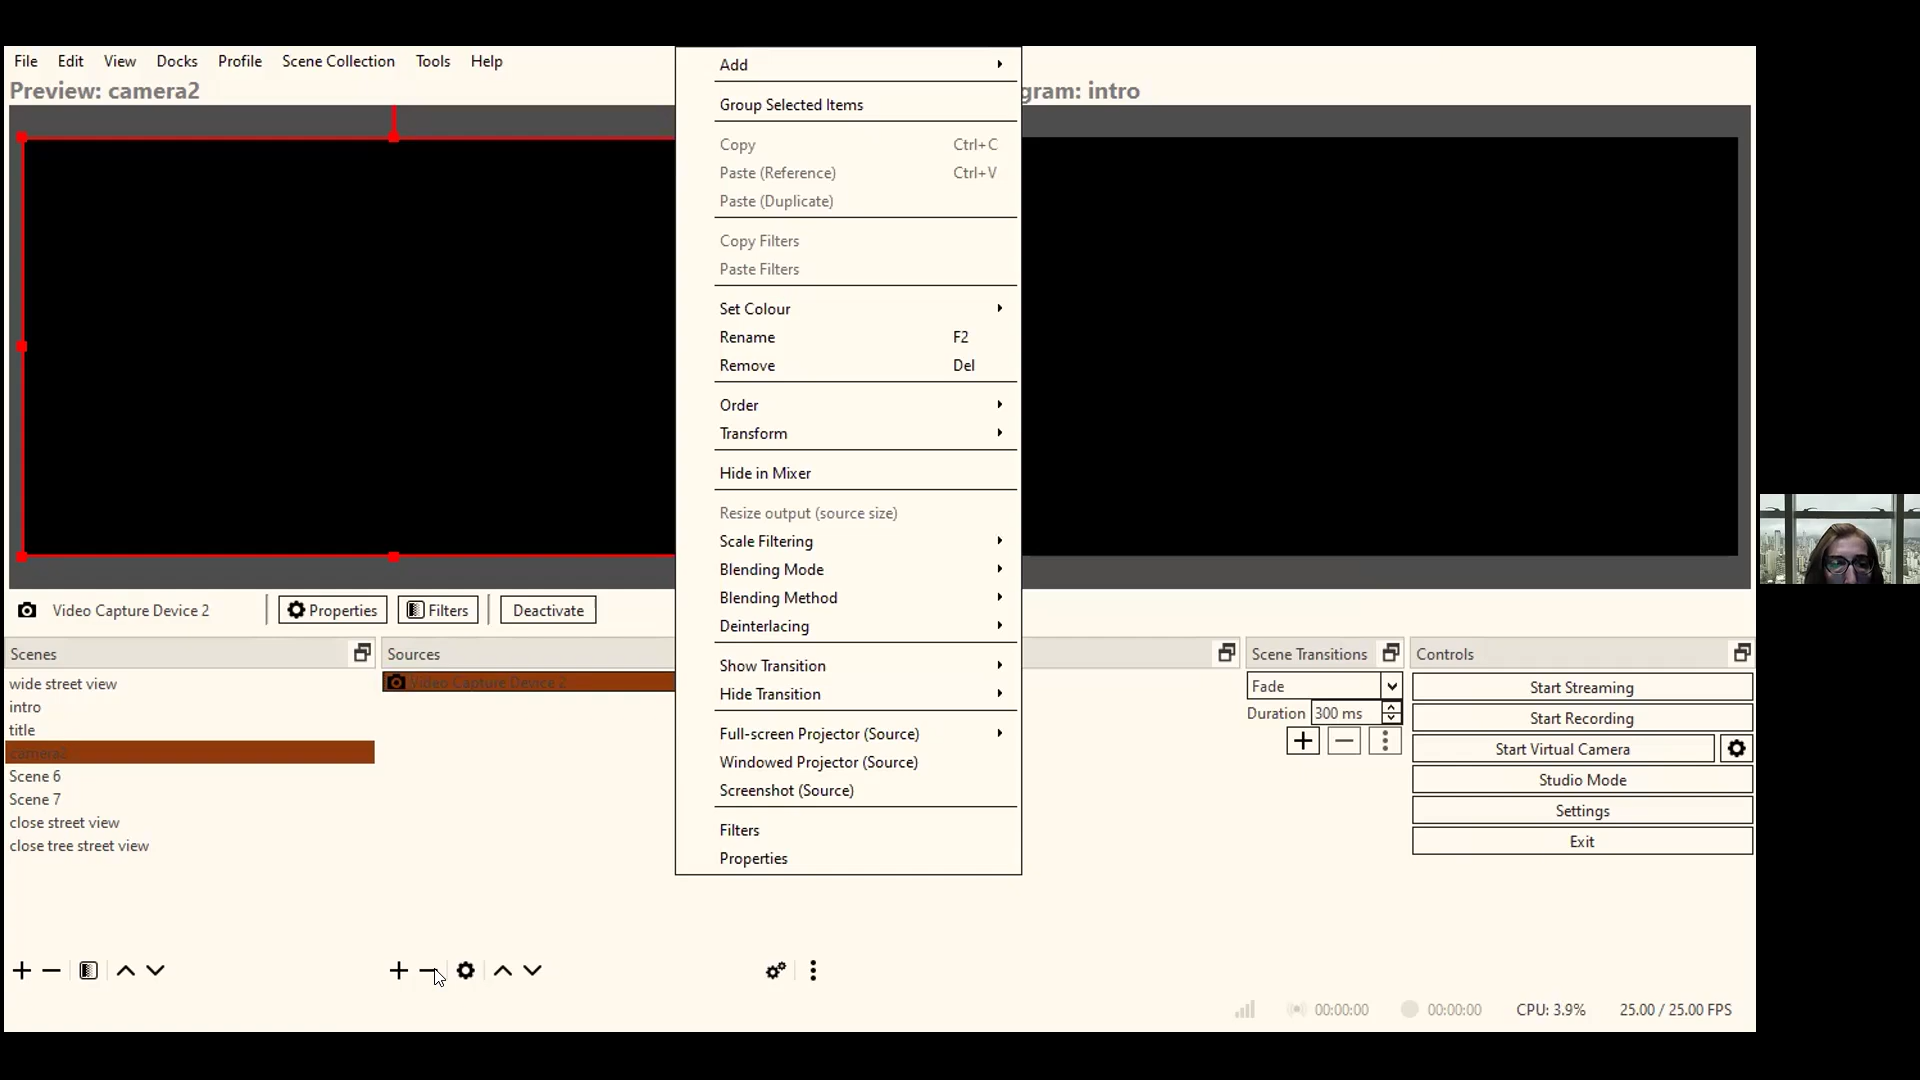 File Edit View Docks Profile Scene Collection Tools Help
Preview: camera2
gram: intro
Add
Group Selected Items
Copy Ctrl+C
Paste (Reference) Ctrl+V
Paste (Duplicate)
Copy Filters
Paste Filters
Set Colour
Rename F2
Remove Del
Order
Transform
Hide in Mixer
Resize output (source size)
Scale Filtering
Blending Mode
Blending Method
Deinterlacing
Show Transition
Hide Transition
Full-screen Projector (Source)
Windowed Projector (Source)
Screenshot (Source)
Filters
Properties
Video Capture Device 2 Properties Filters Deactivate
Scenes
wide street view
intro
title
camera2
Scene 6
Scene 7
close street view
close tree street view
Sources
Video Capture Device 2
Scene Transitions
Fade
Duration 300 ms
Controls
Start Streaming
Start Recording
Start Virtual Camera
Studio Mode
Settings
Exit
00:00:00 00:00:00 CPU: 3.9% 25.00 / 25.00 FPS